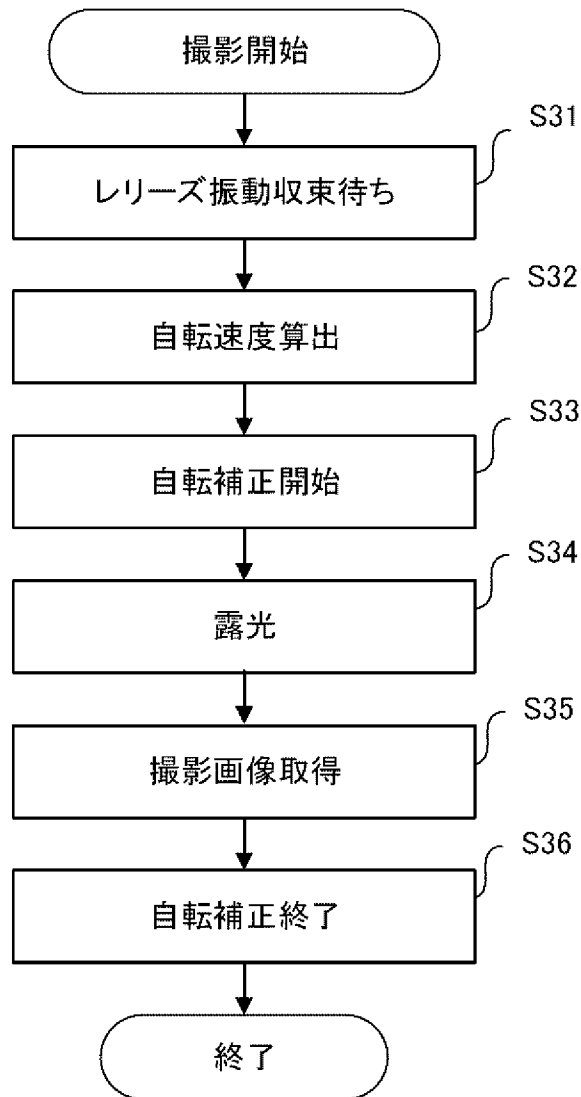 撮影開始
S31
レリーズ振動収束待ち
S32
自転速度算出
S33
自転補正開始
S34
露光
S35
撮影画像取得
S36
自転補正終了
終了